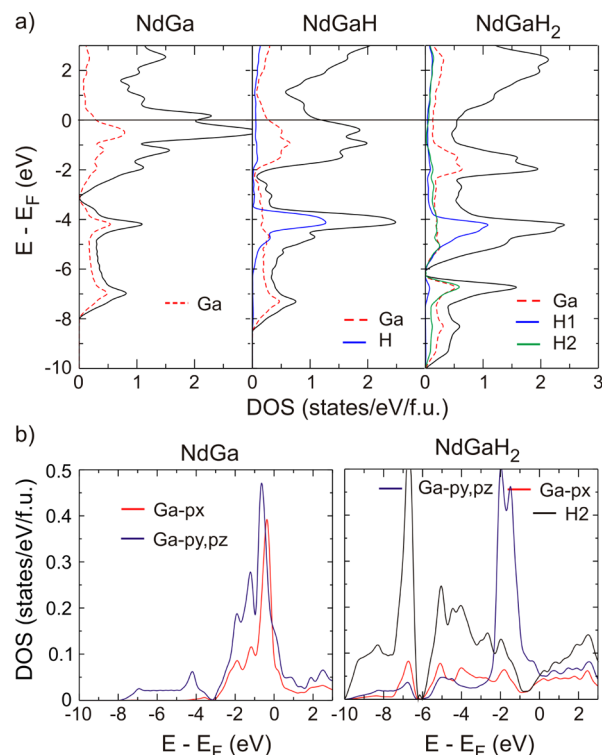 a) NdGa NdGaH NdGaH₂
2
0
-2
-4
-6
-8
-10
E - E_F (eV)
Ga
Ga
H
Ga
H1
H2
0 1 2 0 1 2 0 1 2 3
DOS (states/eV/f.u.)
b) NdGa NdGaH₂
0.5
0.4
0.3
0.2
0.1
0
DOS (states/eV/f.u.)
Ga-px
Ga-py,pz
Ga-py,pz Ga-px
H2
-10 -8 -6 -4 -2 0 2 -10 -8 -6 -4 -2 0 2
E - E_F (eV) E - E_F (eV)